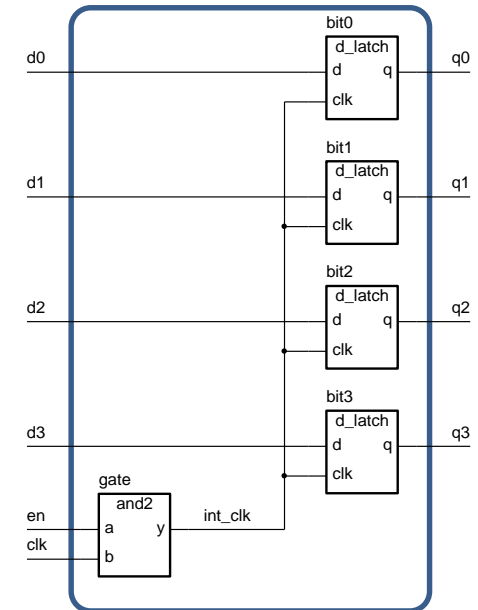 bit0
d_latch
d0
d
q
q0
clk
bit1
d_latch
d1
d
q
q1
clk
bit2
d_latch
d2
d
q
q2
clk
bit3
d_latch
d3
d
q
q3
clk
gate
and2
en
a
y
int_clk
clk
b